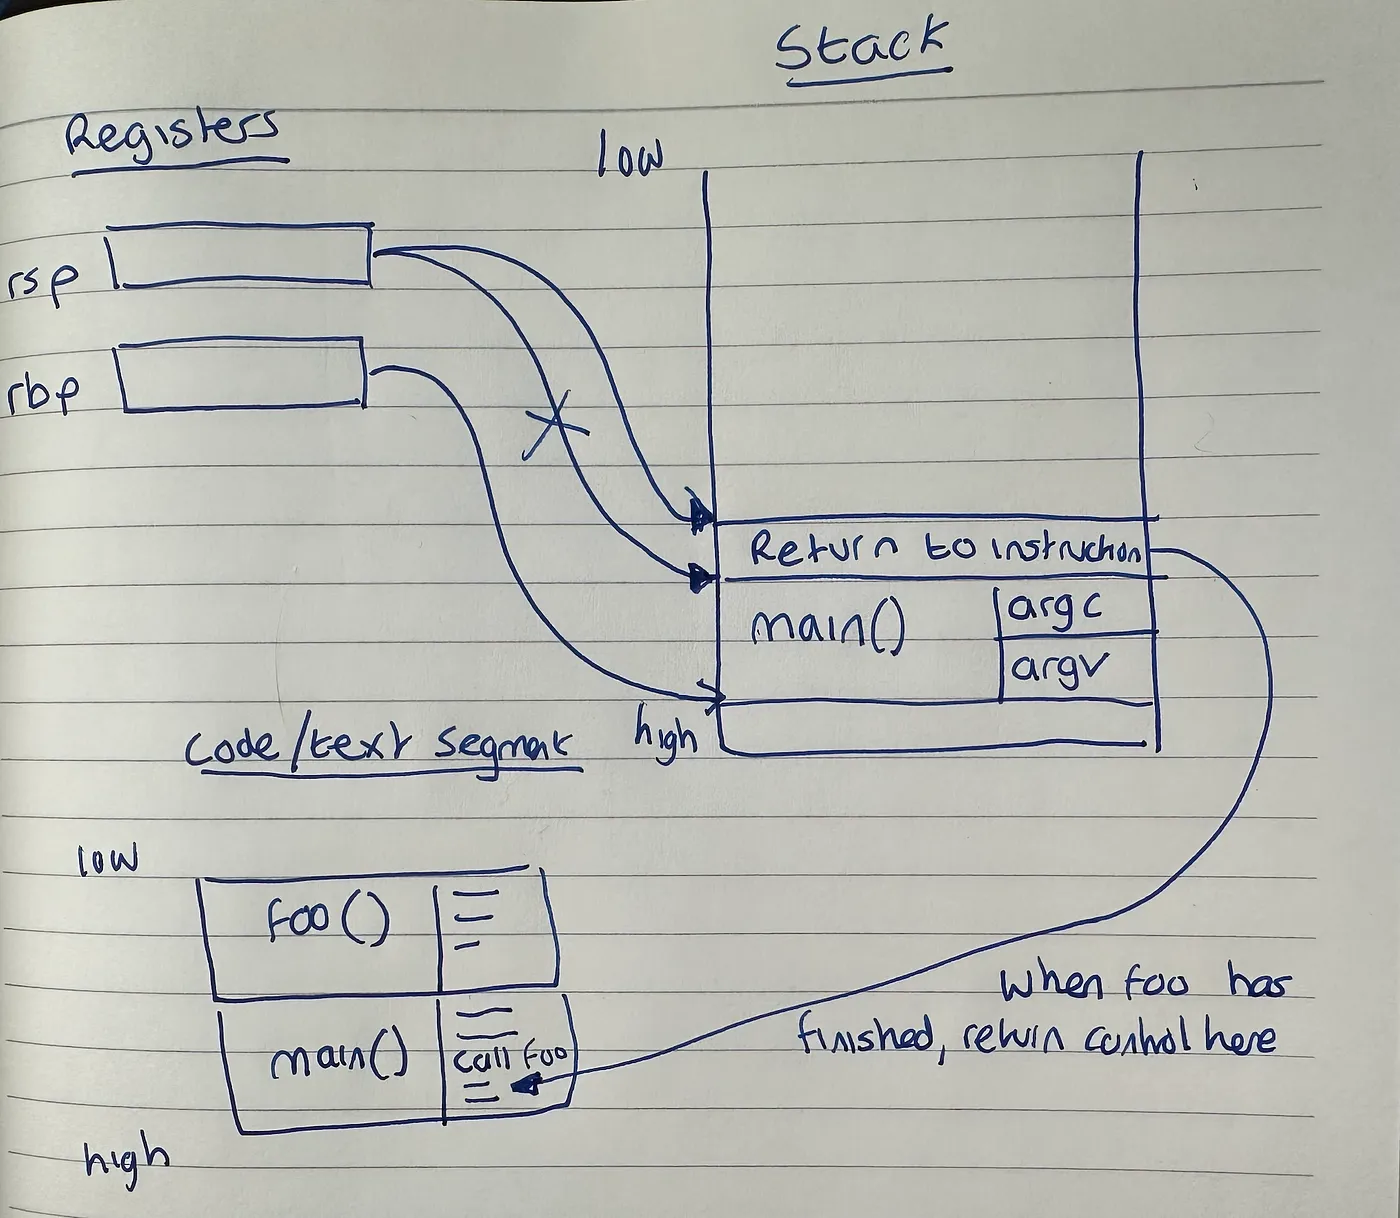 Stack
Registers
low
rsp
rbp
Return to instruction
main()
argc
argv
high
Code/text segment
low
foo()
main()
call foo
high
When foo has
finished, return control here